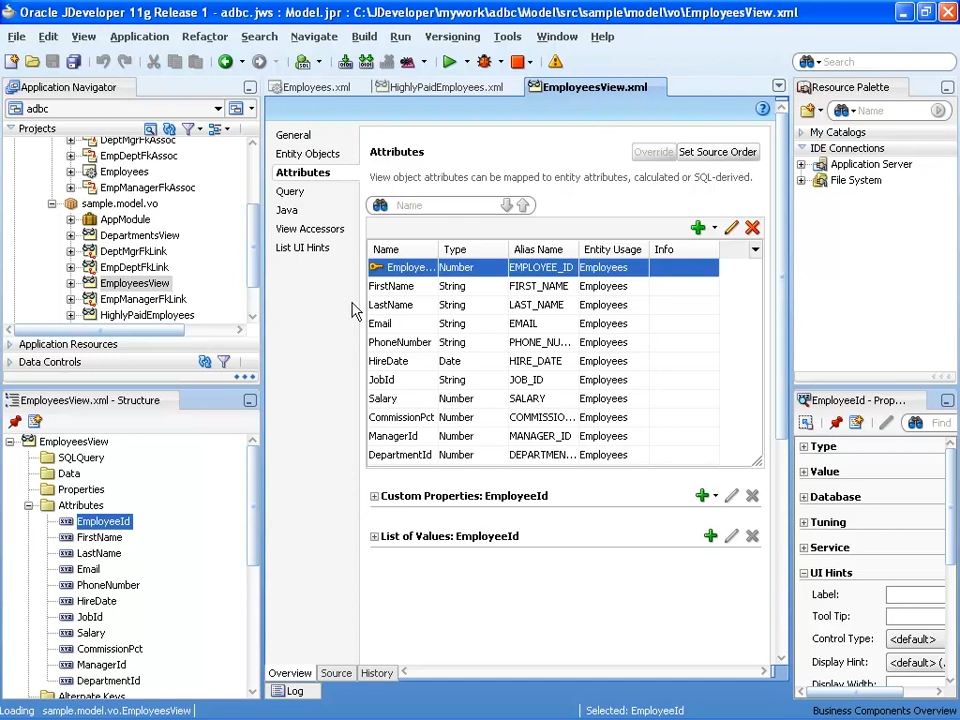 Oracle JDeveloper 11g Release 1 - adbc.jws : Model.jpr : C:\JDeveloper\mywork\adbc\Model\src\sample\model\vo\EmployeesView.xml
File Edit View Application Refactor Search Navigate Build Run Versioning Tools Window Help
Search
Application Navigator
adbc
Projects
DeptMgrFkAssoc
EmpDeptFkAssoc
Employees
EmpManagerFkAssoc
sample.model.vo
AppModule
DepartmentsView
DeptMgrFkLink
EmpDeptFkLink
EmployeesView
EmpManagerFkLink
HighlyPaidEmployees
Application Resources
Data Controls
EmployeesView.xml - Structure
EmployeesView
SQLQuery
Data
Properties
Attributes
EmployeeId
FirstName
LastName
Email
PhoneNumber
HireDate
JobId
Salary
CommissionPct
ManagerId
DepartmentId
Alternate Keys
Employees.xml HighlyPaidEmployees.xml EmployeesView.xml
General
Entity Objects
Attributes
Query
Java
View Accessors
List UI Hints
Attributes Override Set Source Order
View object attributes can be mapped to entity attributes, calculated or SQL-derived.
Name
Name Type Alias Name Entity Usage Info
Employe... Number EMPLOYEE_ID Employees
FirstName String FIRST_NAME Employees
LastName String LAST_NAME Employees
Email String EMAIL Employees
PhoneNumber String PHONE_NU... Employees
HireDate Date HIRE_DATE Employees
JobId String JOB_ID Employees
Salary Number SALARY Employees
CommissionPct Number COMMISSIO... Employees
ManagerId Number MANAGER_ID Employees
DepartmentId Number DEPARTMEN... Employees
Custom Properties: EmployeeId
List of Values: EmployeeId
Overview Source History
Log
Resource Palette
Name
My Catalogs
IDE Connections
Application Server
File System
EmployeeId - Prop...
Find
Type
Value
Database
Tuning
Service
UI Hints
Label:
Tool Tip:
Control Type: <default>
Display Hint: <default> (.
Display Width:
Loading sample.model.vo.EmployeesView Selected: EmployeeId Business Components Overview